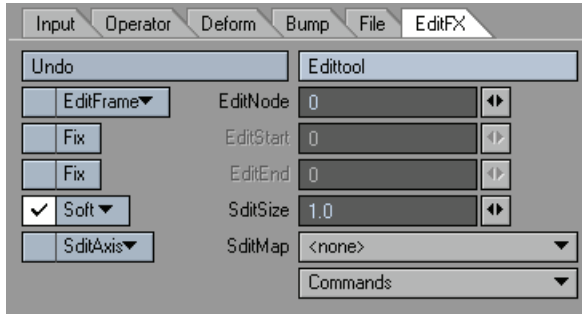 Input Operator Deform Bump File EditFX
Undo Edittool
EditFrame EditNode 0
Fix EditStart 0
Fix EditEnd 0
Soft SditSize 1.0
SditAxis SditMap <none>
Commands